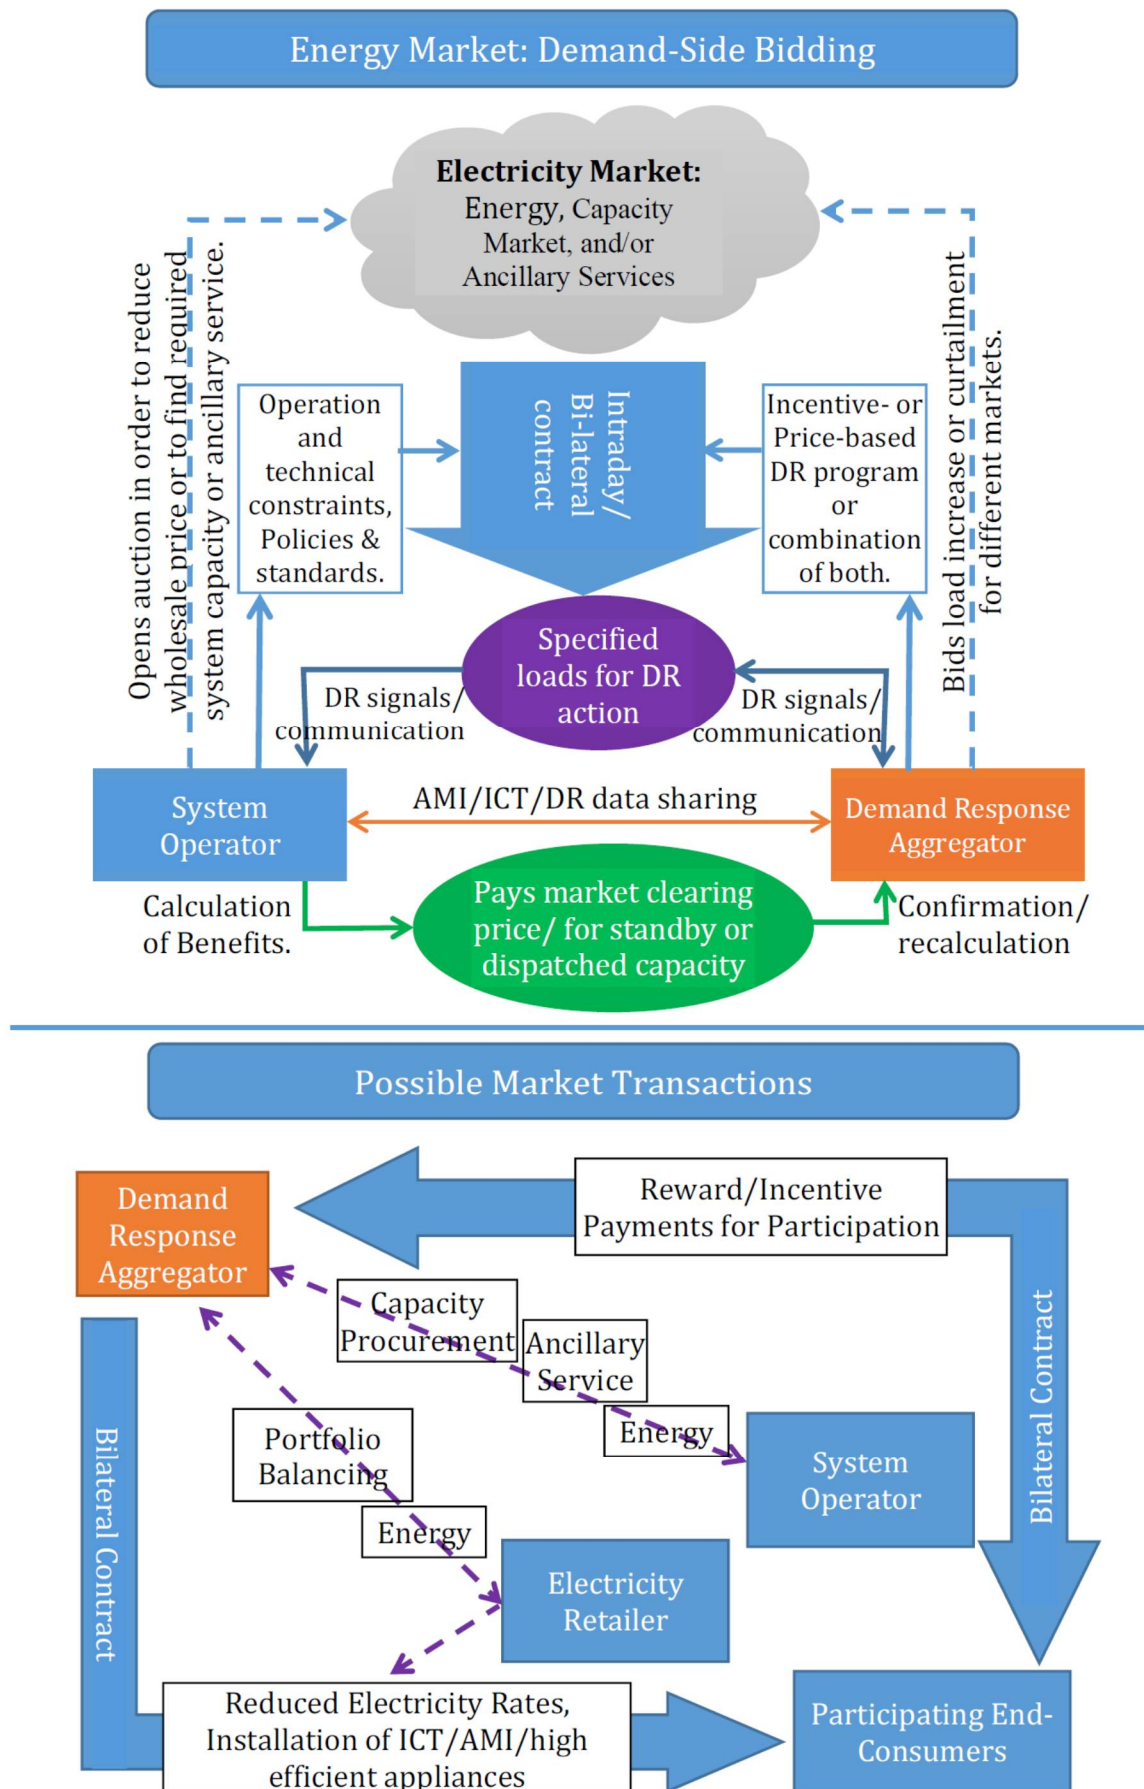 Energy Market: Demand-Side Bidding
Electricity Market:
Energy, Capacity
Market, and/or
Ancillary Services
Opens auction in order to reduce
wholesale price or to find required
system capacity or ancillary service.
Operation
and
technical
constraints,
Policies &
standards.
Intraday/
Bi-lateral
contract
Incentive- or
Price-based
DR program
or
combination
of both.
Bids load increase or curtailment
for different markets.
Specified
loads for DR
action
DR signals/
communication
DR signals/
communication
System
Operator
AMI/ICT/DR data sharing
Demand Response
Aggregator
Calculation
of Benefits.
Pays market clearing
price/ for standby or
dispatched capacity
Confirmation/
recalculation
Possible Market Transactions
Demand
Response
Aggregator
Reward/Incentive
Payments for Participation
Capacity
Procurement
Ancillary
Service
Energy
Portfolio
Balancing
Energy
System
Operator
Bilateral Contract
Bilateral Contract
Electricity
Retailer
Reduced Electricity Rates,
Installation of ICT/AMI/high
efficient appliances
Participating End-
Consumers